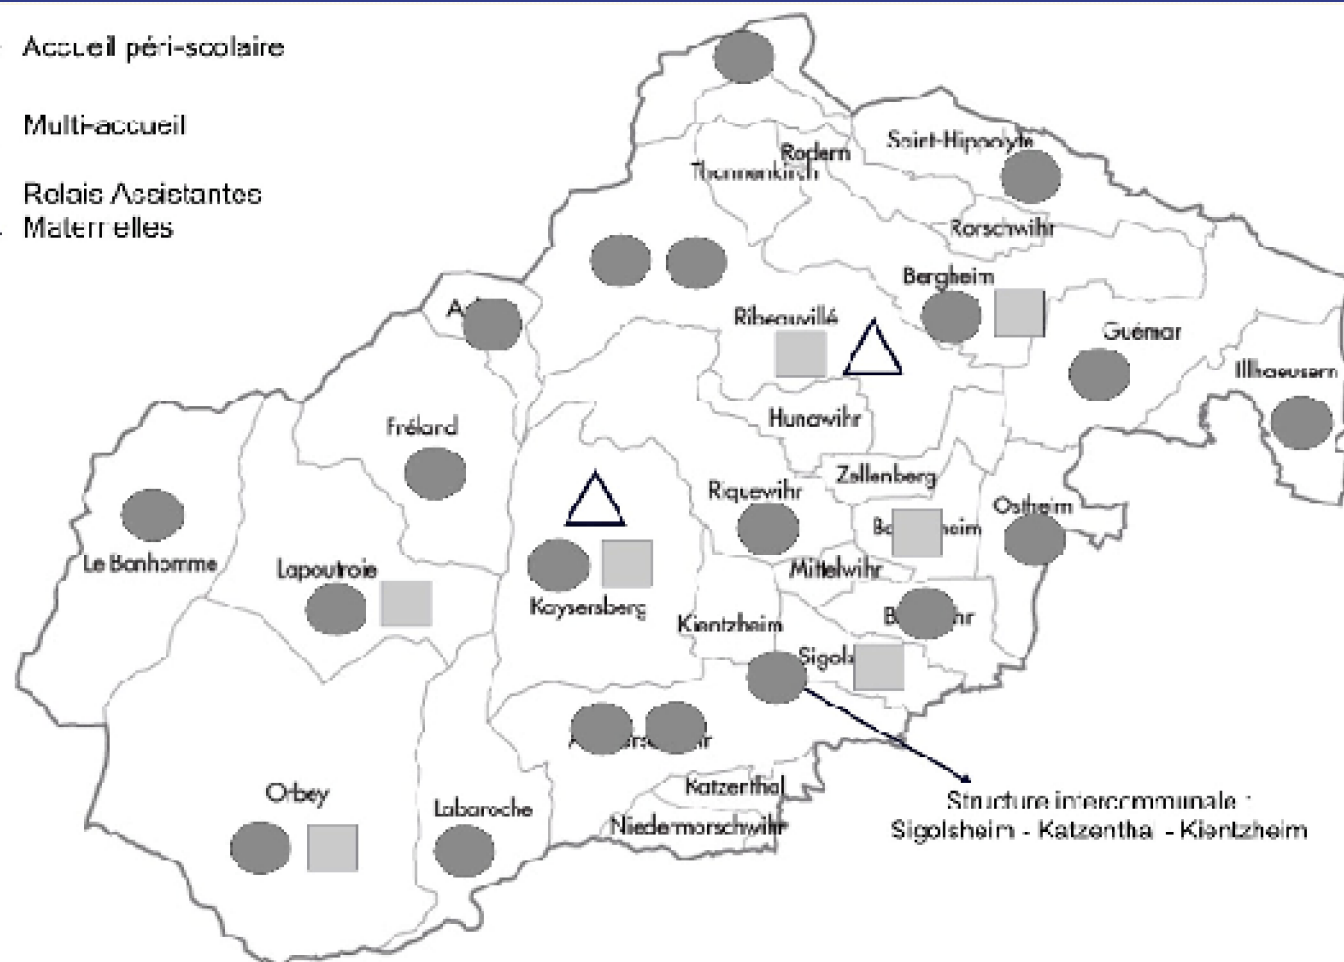 Accueil péri-scolaire
Multi-accueil
Relais Assistantes
Maternelles
Saint-Hippolyte
Rodern
Thannenkirch
Rorschwihr
Bergheim
Ribeauvillé
Guémar
Illhaeusern
Hunawihr
Fréland
Zellenberg
Riquewihr
Ostheim
Le Bonhomme
Lapoutroie
Mittelwihr
Kaysersberg
Kientzheim
Orbey
Labaroche
Katzenthal
Niedermorschwihr
Structure intercommunale :
Sigolsheim - Katzenthal - Kientzheim